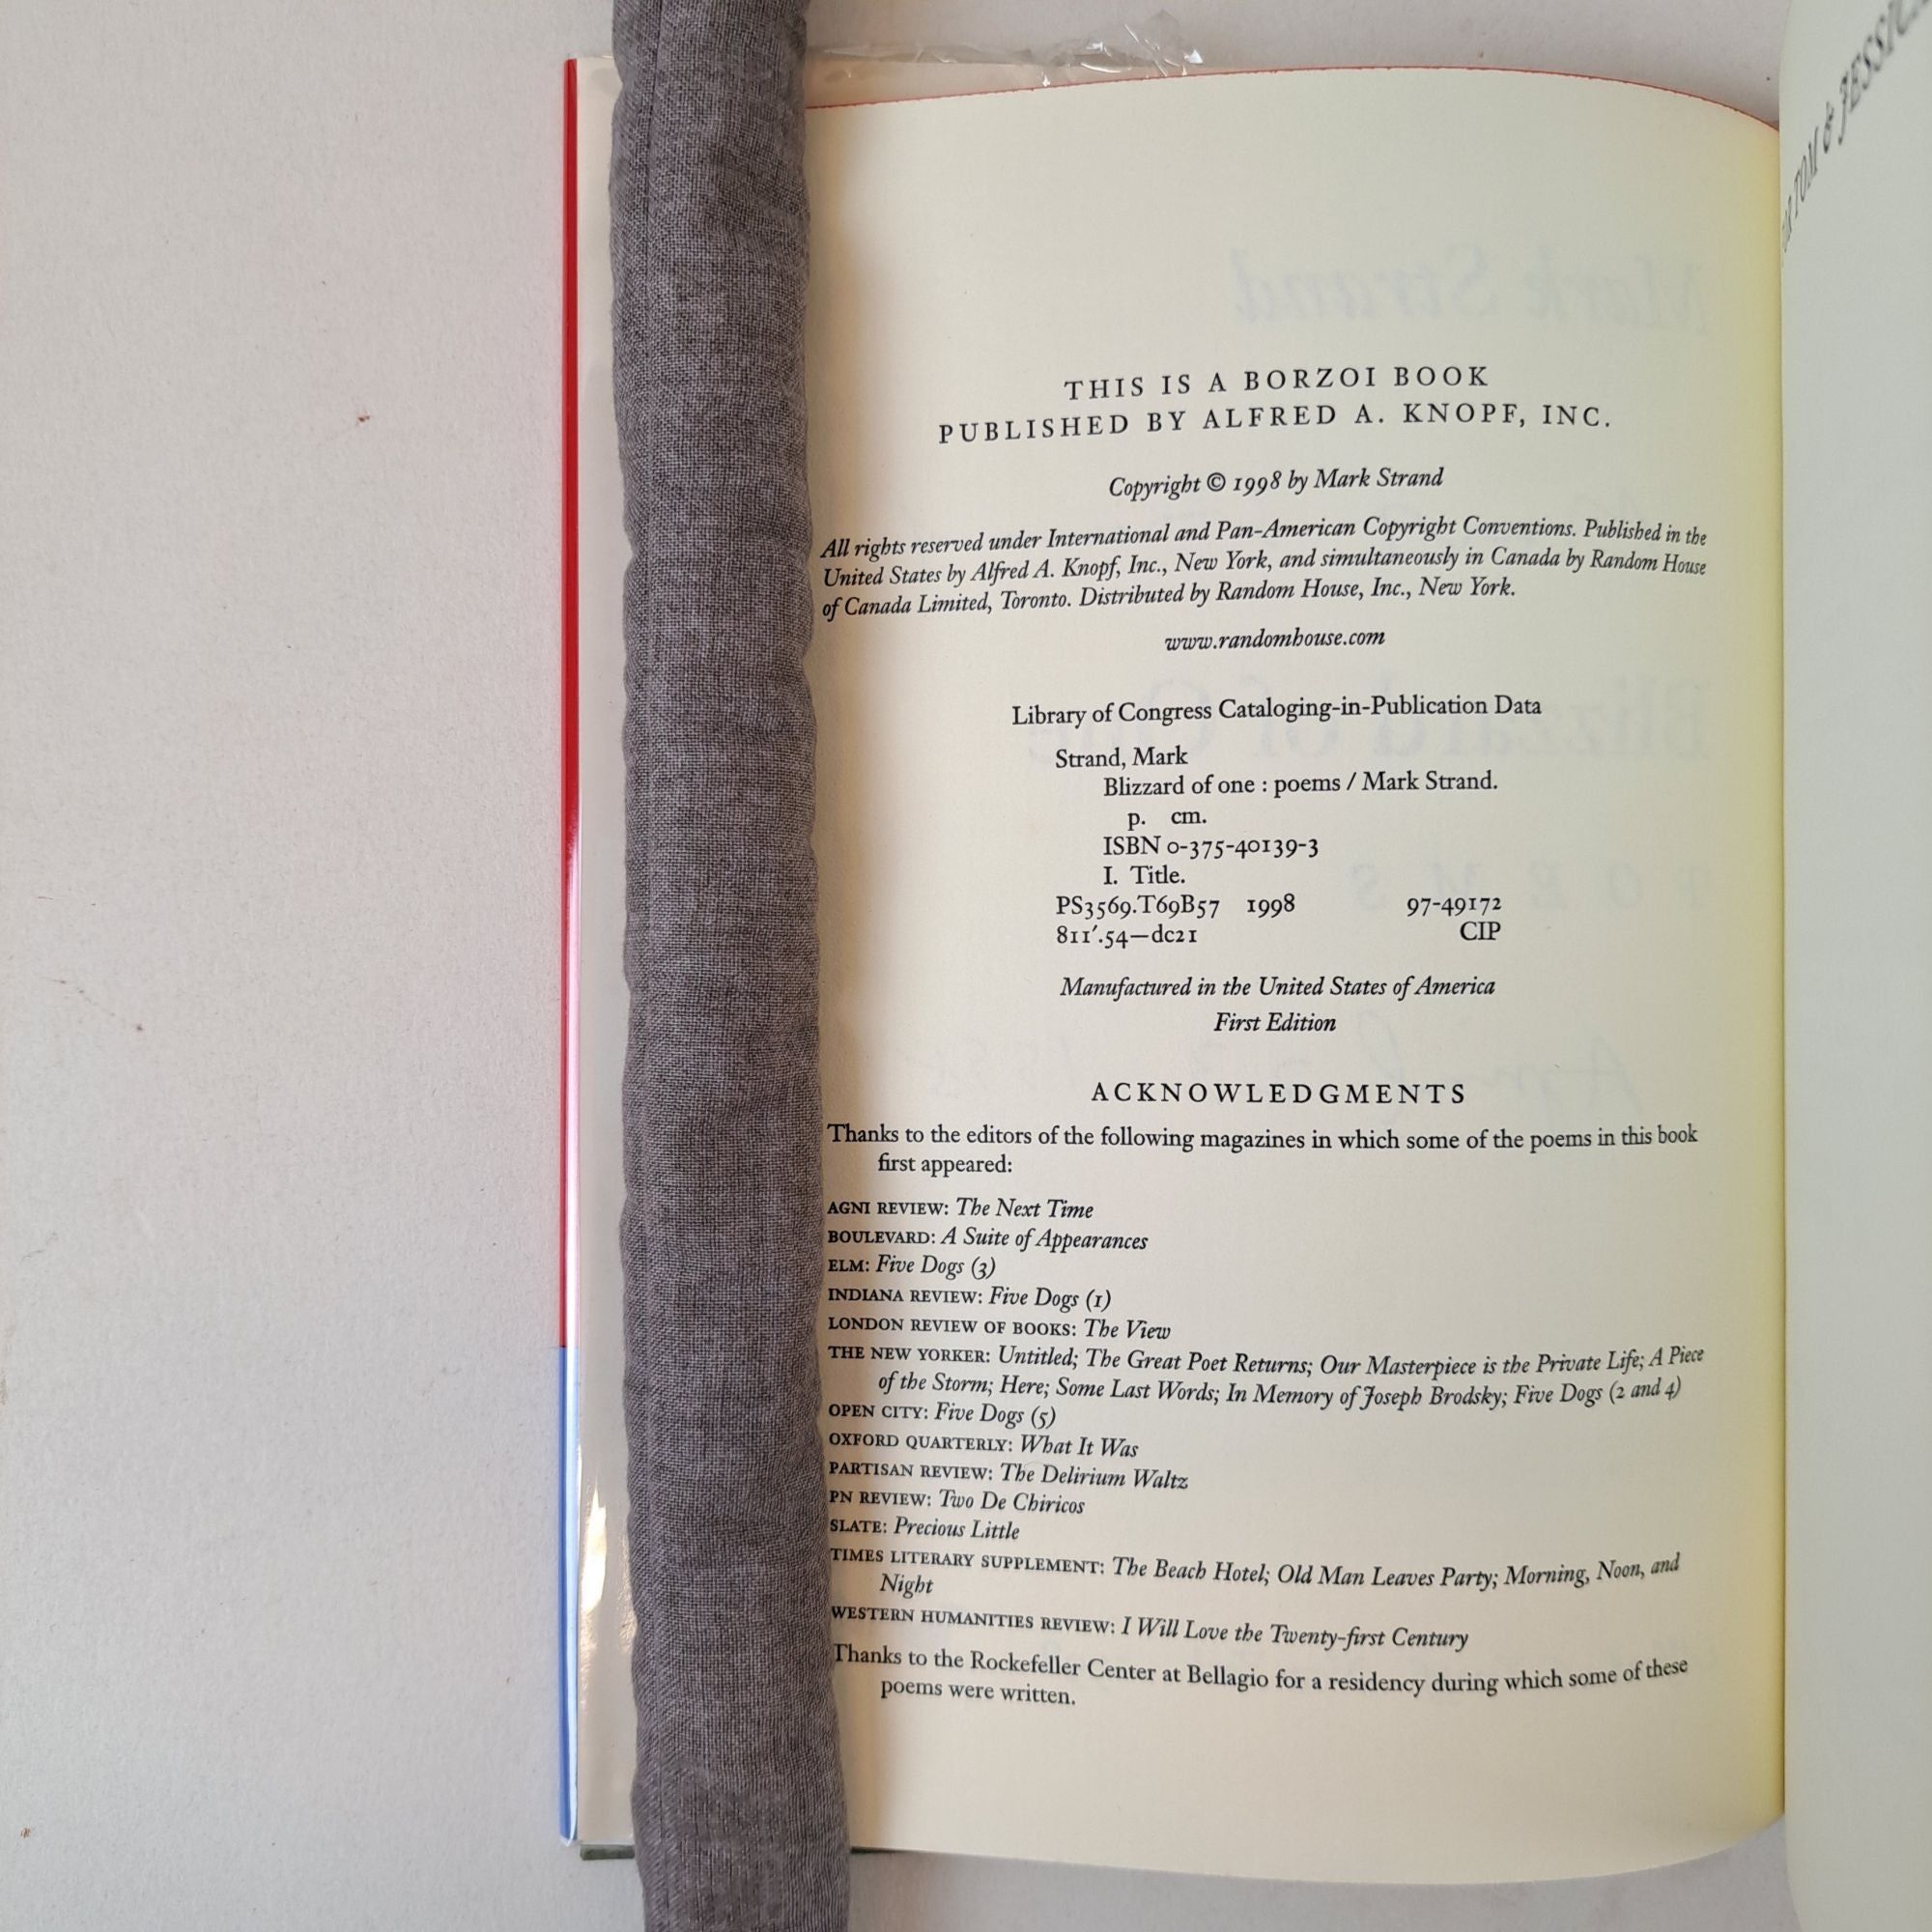 THIS IS A BORZOI BOOK
PUBLISHED BY ALFRED A. KNOPF, INC.
Copyright © 1998 by Mark Strand
All rights reserved under International and Pan-American Copyright Conventions. Published in the
United States by Alfred A. Knopf, Inc., New York, and simultaneously in Canada by Random House
of Canada Limited, Toronto. Distributed by Random House, Inc., New York.
www.randomhouse.com
Library of Congress Cataloging-in-Publication Data
Strand, Mark
Blizzard of one : poems / Mark Strand.
p. cm.
ISBN 0-375-40139-3
I. Title.
PS3569.T69B57 1998 97-49172
811'.54—dc21 CIP
Manufactured in the United States of America
First Edition
ACKNOWLEDGMENTS
Thanks to the editors of the following magazines in which some of the poems in this book
first appeared:
AGNI REVIEW: The Next Time
BOULEVARD: A Suite of Appearances
ELM: Five Dogs (3)
INDIANA REVIEW: Five Dogs (1)
LONDON REVIEW OF BOOKS: The View
THE NEW YORKER: Untitled; The Great Poet Returns; Our Masterpiece is the Private Life; A Piece
of the Storm; Here; Some Last Words; In Memory of Joseph Brodsky; Five Dogs (2 and 4)
OPEN CITY: Five Dogs (5)
OXFORD QUARTERLY: What It Was
PARTISAN REVIEW: The Delirium Waltz
PN REVIEW: Two De Chiricos
SLATE: Precious Little
TIMES LITERARY SUPPLEMENT: The Beach Hotel; Old Man Leaves Party; Morning, Noon, and
Night
WESTERN HUMANITIES REVIEW: I Will Love the Twenty-first Century
Thanks to the Rockefeller Center at Bellagio for a residency during which some of these
poems were written.
TOM &